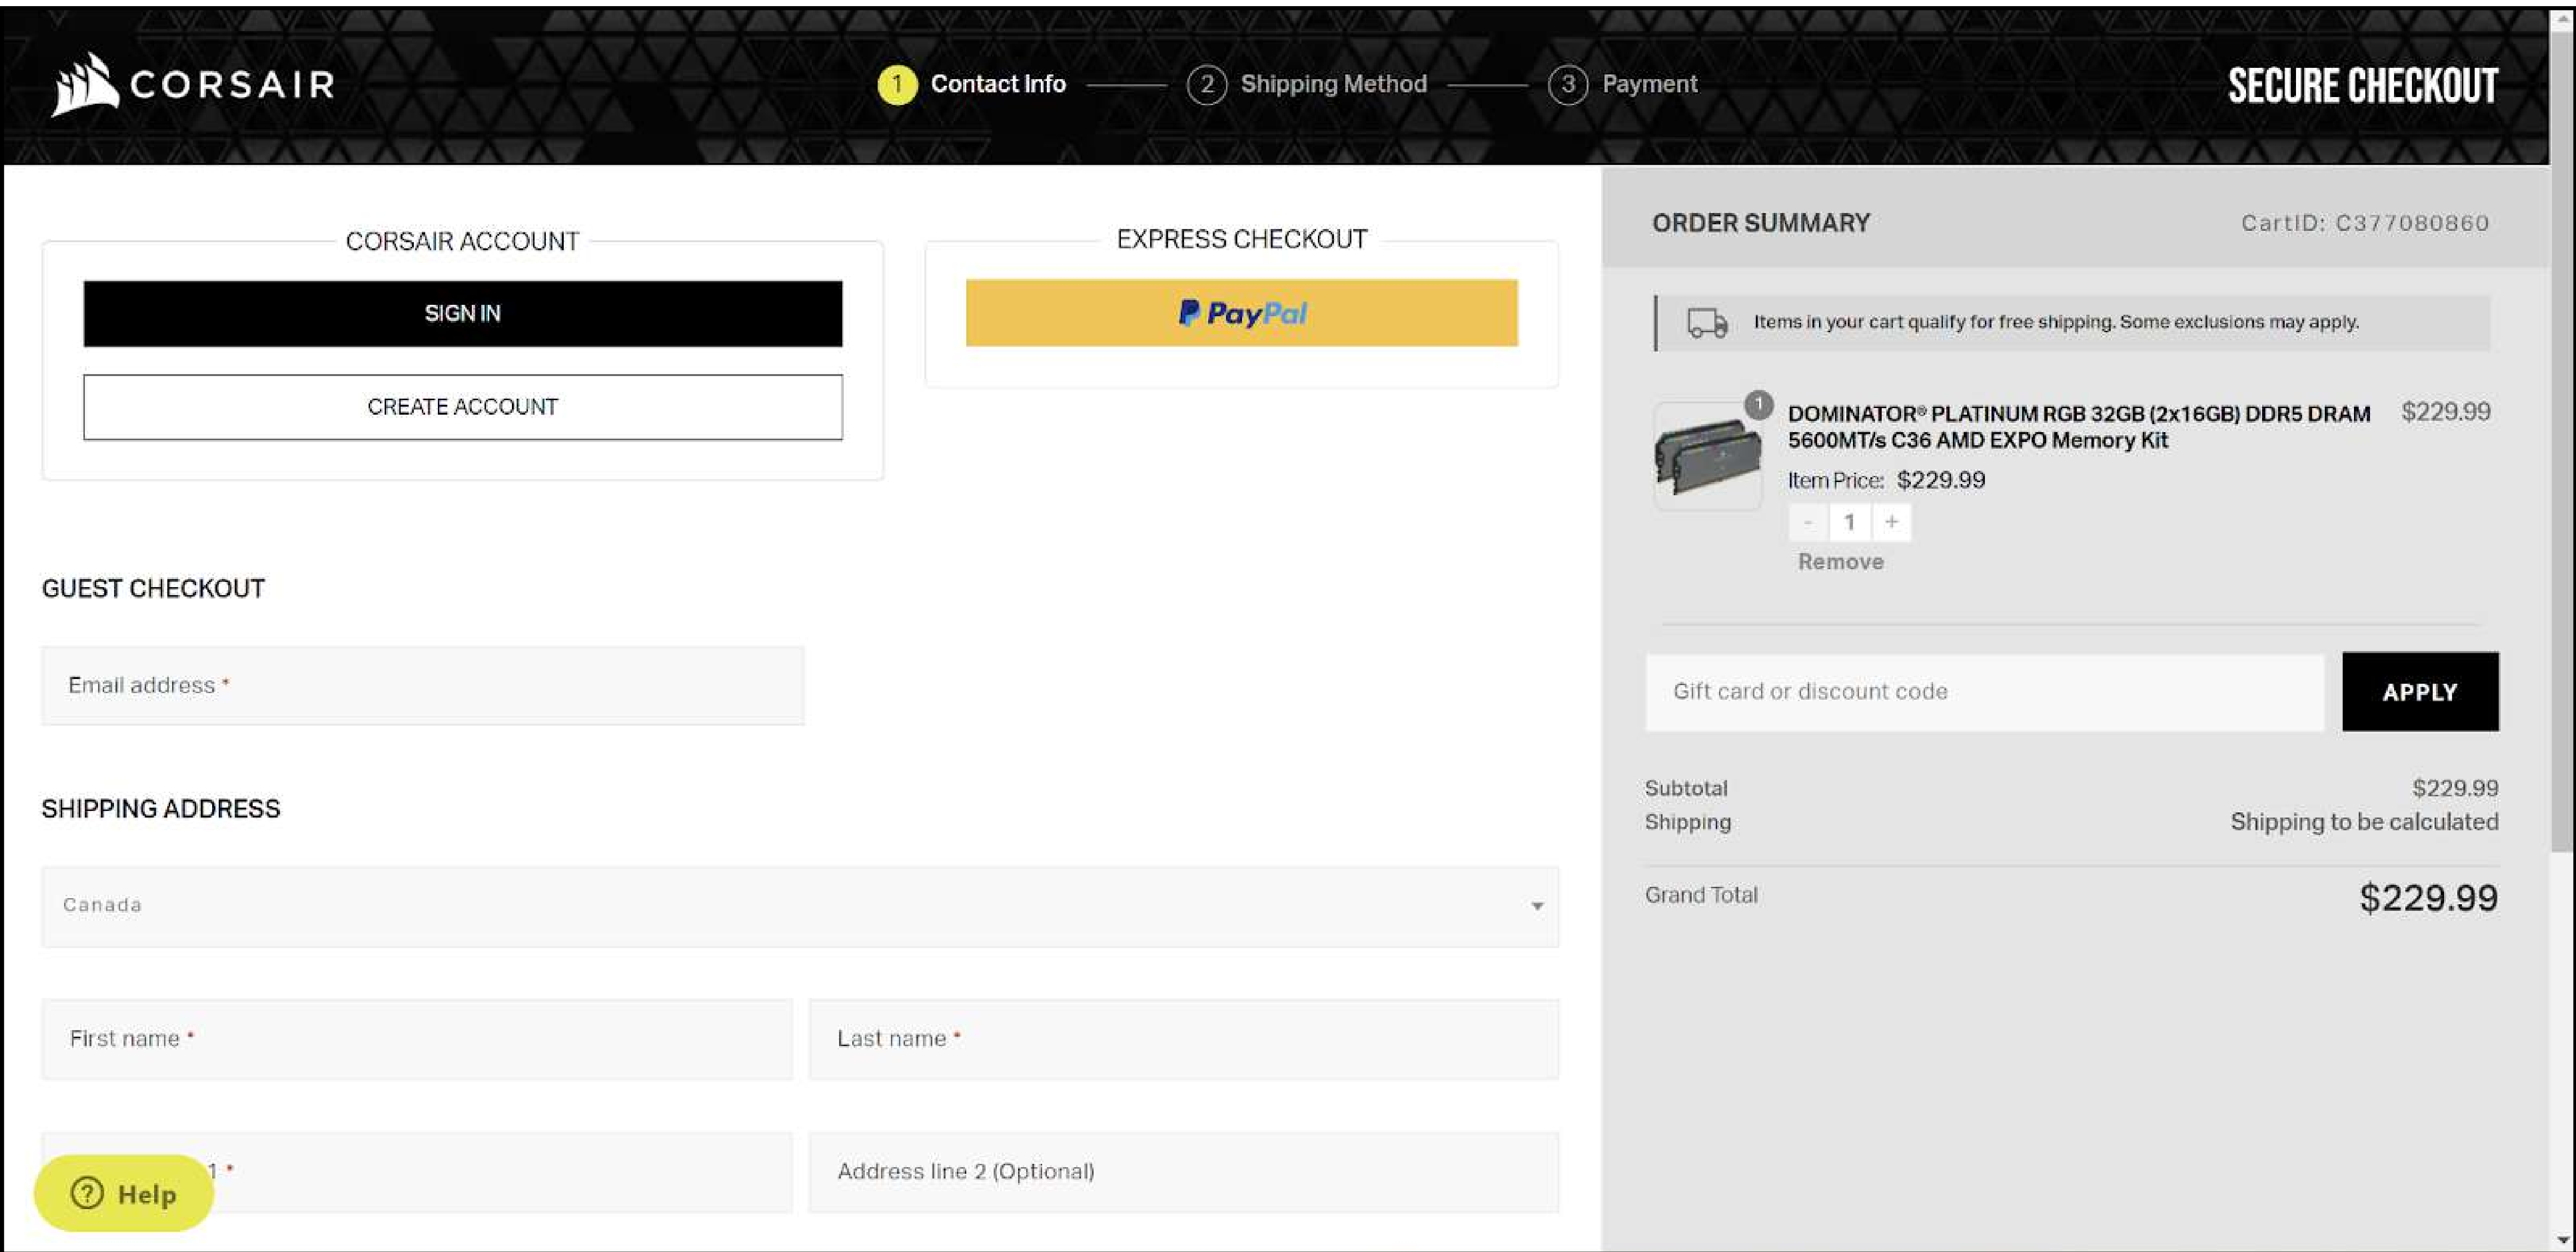 CORSAIR
1 Contact Info
2 Shipping Method
3 Payment
SECURE CHECKOUT
CORSAIR ACCOUNT
SIGN IN
CREATE ACCOUNT
EXPRESS CHECKOUT
PayPal
GUEST CHECKOUT
Email address *
SHIPPING ADDRESS
Canada
First name *
Last name *
1 *
Address line 2 (Optional)
? Help
ORDER SUMMARY
CartID: C377080860
Items in your cart qualify for free shipping. Some exclusions may apply.
1
DOMINATOR® PLATINUM RGB 32GB (2x16GB) DDR5 DRAM
$229.99
5600MT/s C36 AMD EXPO Memory Kit
Item Price: $229.99
- 1 +
Remove
Gift card or discount code
APPLY
Subtotal $229.99
Shipping Shipping to be calculated
Grand Total $229.99